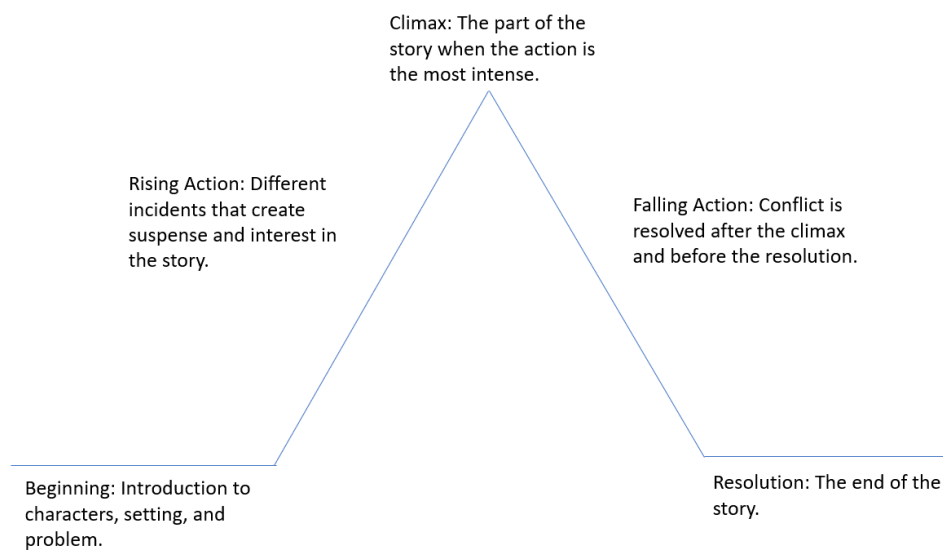 Climax: The part of the
story when the action is
the most intense.
Rising Action: Different
incidents that create
suspense and interest in
the story.
Falling Action: Conflict is
resolved after the climax
and before the resolution.
Beginning: Introduction to
characters, setting, and
problem.
Resolution: The end of the
story.